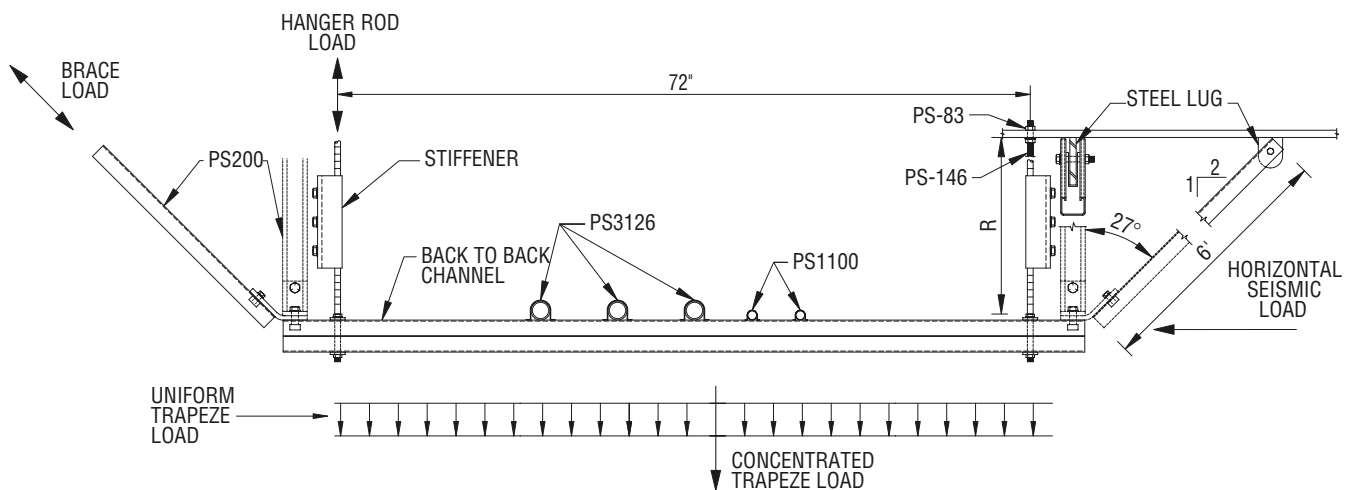 HANGER ROD
LOAD
BRACE
LOAD
72"
PS-83
STEEL LUG
PS200
STIFFENER
PS-146
2
1
PS3126
R
27°
6'
BACK TO BACK
CHANNEL
PS1100
HORIZONTAL
SEISMIC
LOAD
UNIFORM
TRAPEZE
LOAD
CONCENTRATED
TRAPEZE LOAD